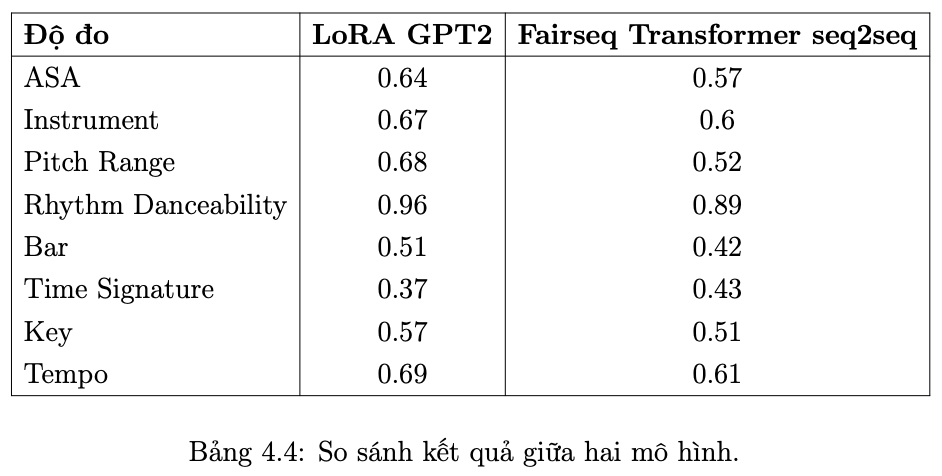 Độ đo LoRA GPT2 Fairseq Transformer seq2seq
ASA 0.64 0.57
Instrument 0.67 0.6
Pitch Range 0.68 0.52
Rhythm Danceability 0.96 0.89
Bar 0.51 0.42
Time Signature 0.37 0.43
Key 0.57 0.51
Tempo 0.69 0.61
Bảng 4.4: So sánh kết quả giữa hai mô hình.